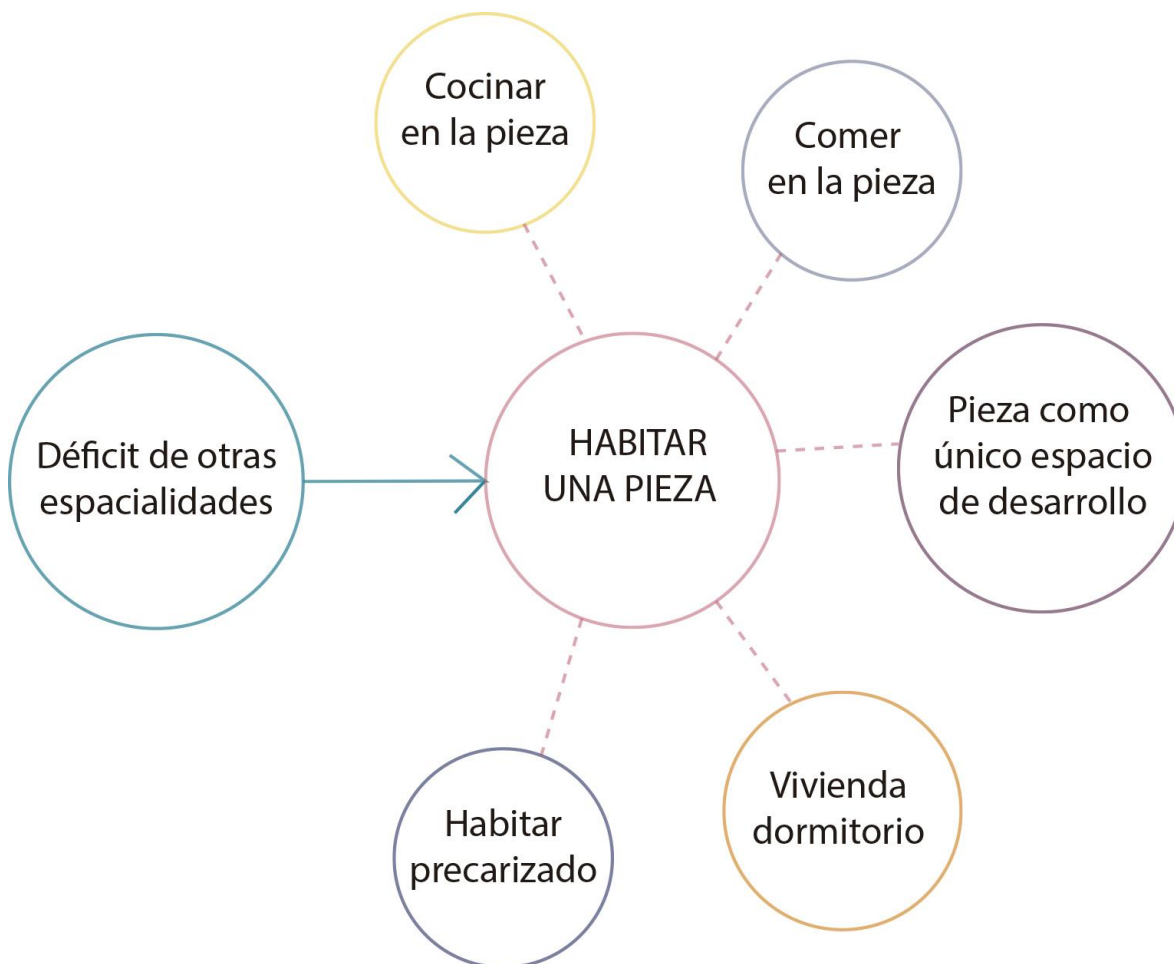 Cocinar
en la pieza
Comer
en la pieza
Déficit de otras
espacialidades
HABITAR
UNA PIEZA
Pieza como
único espacio
de desarrollo
Habitar
precarizado
Vivienda
dormitorio